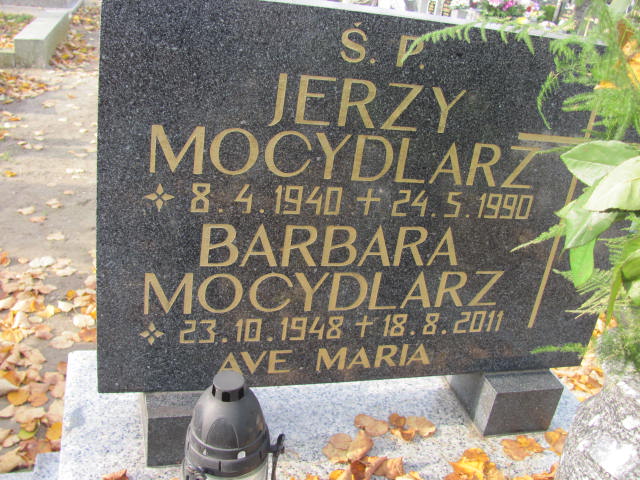 Ś. P.
JERZY
MOCYDLARZ
8.4.1940 + 24.5.1990
BARBARA
MOCYDLARZ
23.10.1948 + 18.8.2011
AVE MARIA